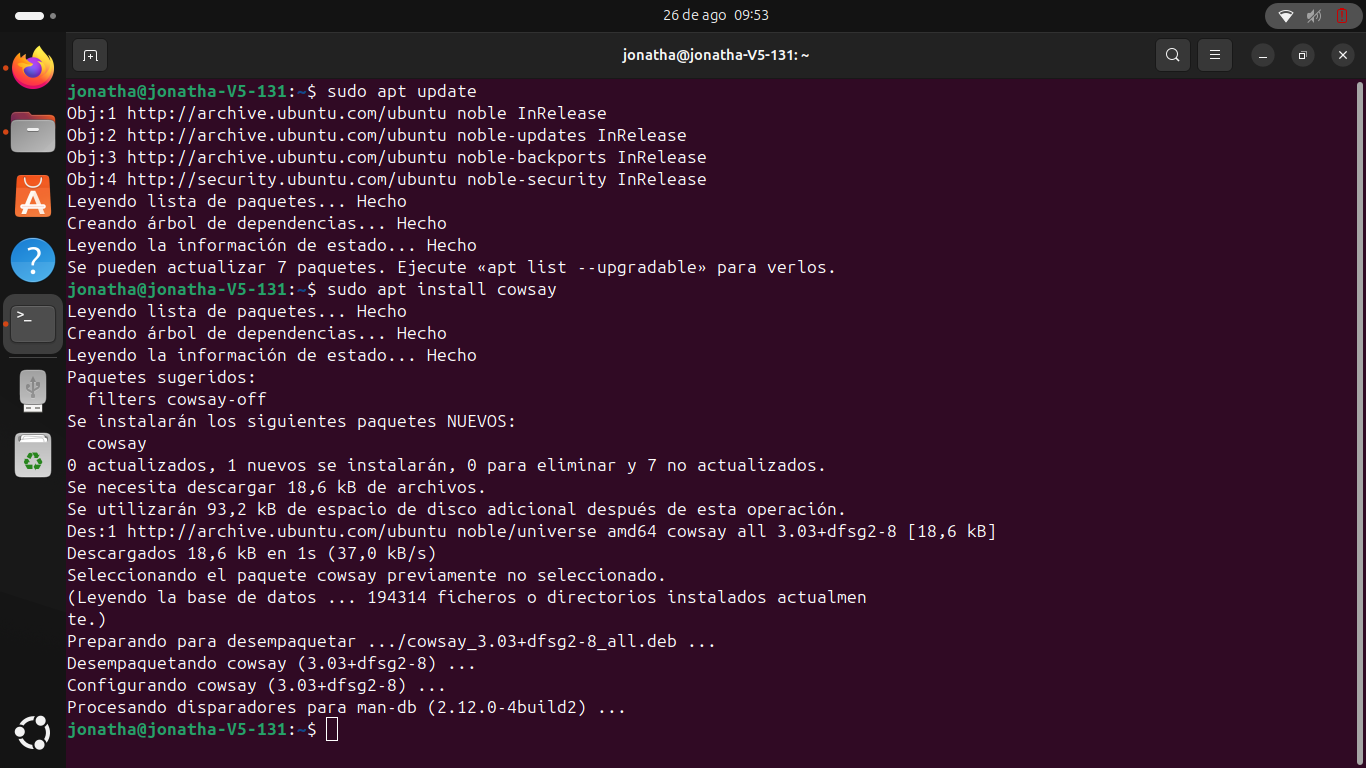 26 de ago 09:53
jonatha@jonatha-V5-131: ~
jonatha@jonatha-V5-131:~$ sudo apt update
Obj:1 http://archive.ubuntu.com/ubuntu noble InRelease
Obj:2 http://archive.ubuntu.com/ubuntu noble-updates InRelease
Obj:3 http://archive.ubuntu.com/ubuntu noble-backports InRelease
Obj:4 http://security.ubuntu.com/ubuntu noble-security InRelease
Leyendo lista de paquetes... Hecho
Creando árbol de dependencias... Hecho
Leyendo la información de estado... Hecho
Se pueden actualizar 7 paquetes. Ejecute «apt list --upgradable» para verlos.
jonatha@jonatha-V5-131:~$ sudo apt install cowsay
Leyendo lista de paquetes... Hecho
Creando árbol de dependencias... Hecho
Leyendo la información de estado... Hecho
Paquetes sugeridos:
  filters cowsay-off
Se instalarán los siguientes paquetes NUEVOS:
  cowsay
0 actualizados, 1 nuevos se instalarán, 0 para eliminar y 7 no actualizados.
Se necesita descargar 18,6 kB de archivos.
Se utilizarán 93,2 kB de espacio de disco adicional después de esta operación.
Des:1 http://archive.ubuntu.com/ubuntu noble/universe amd64 cowsay all 3.03+dfsg2-8 [18,6 kB]
Descargados 18,6 kB en 1s (37,0 kB/s)
Seleccionando el paquete cowsay previamente no seleccionado.
(Leyendo la base de datos ... 194314 ficheros o directorios instalados actualmen
te.)
Preparando para desempaquetar .../cowsay_3.03+dfsg2-8_all.deb ...
Desempaquetando cowsay (3.03+dfsg2-8) ...
Configurando cowsay (3.03+dfsg2-8) ...
Procesando disparadores para man-db (2.12.0-4build2) ...
jonatha@jonatha-V5-131:~$